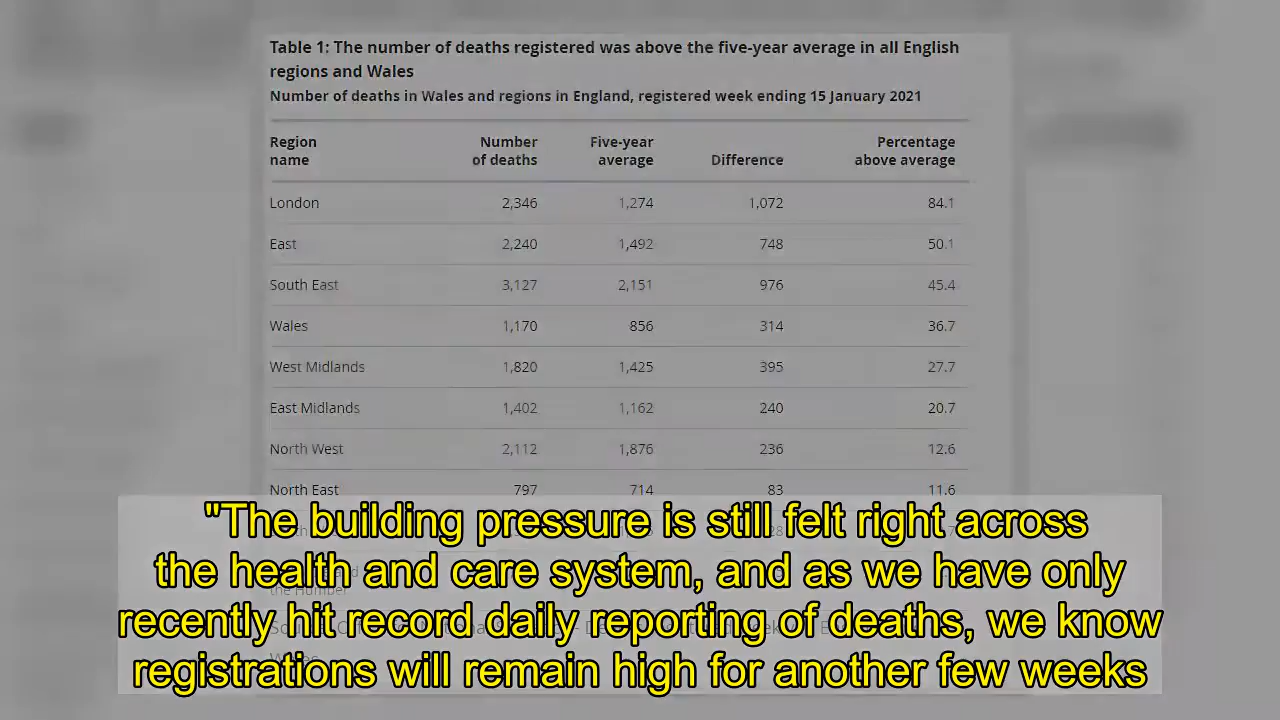 Table 1: The number of deaths registered was above the five-year average in all English
regions and Wales
Number of deaths in Wales and regions in England, registered week ending 15 January 2021
Region name Number of deaths Five-year average Difference Percentage above average
London 2,346 1,274 1,072 84.1
East 2,240 1,492 748 50.1
South East 3,127 2,151 976 45.4
Wales 1,170 856 314 36.7
West Midlands 1,820 1,425 395 27.7
East Midlands 1,402 1,162 240 20.7
North West 2,112 1,876 236 12.6
North East 797 714 83 11.6
the Humber
"The building pressure is still felt right across
the health and care system, and as we have only
recently hit record daily reporting of deaths, we know
registrations will remain high for another few weeks